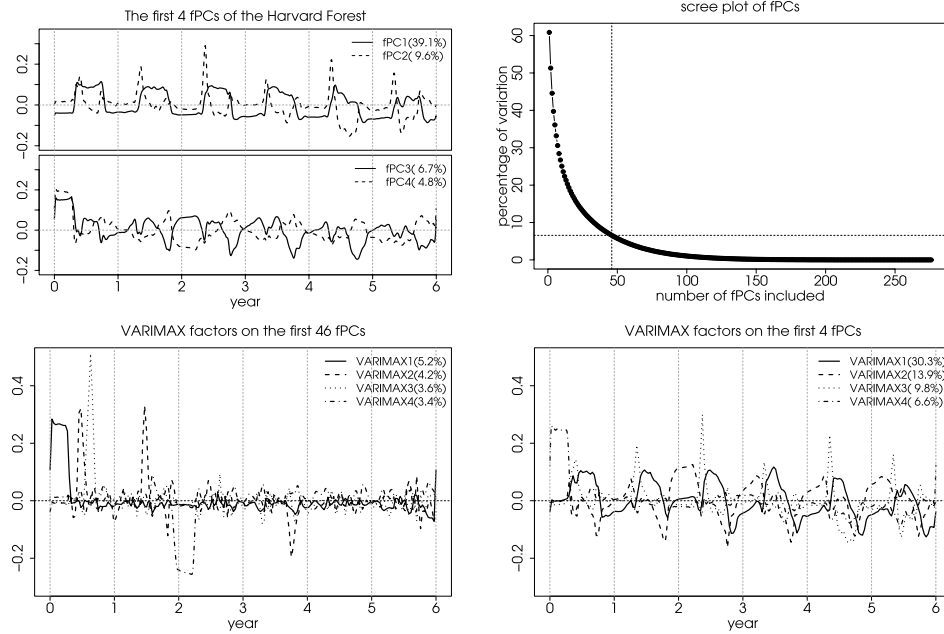 The first 4 fPCs of the Harvard Forest
fPC1(39.1%)
fPC2( 9.6%)
0.2
0.0
-0.2
fPC3( 6.7%)
fPC4( 4.8%)
0.2
0.0
-0.2
0 1 2 3 4 5 6
year
scree plot of fPCs
percentage of variation
60
50
40
30
20
10
0
0 50 100 150 200 250
number of fPCs included
VARIMAX factors on the first 46 fPCs
VARIMAX1(5.2%)
VARIMAX2(4.2%)
VARIMAX3(3.6%)
VARIMAX4(3.4%)
0.4
0.2
0.0
-0.2
0 1 2 3 4 5 6
year
VARIMAX factors on the first 4 fPCs
VARIMAX1(30.3%)
VARIMAX2(13.9%)
VARIMAX3( 9.8%)
VARIMAX4( 6.6%)
0.4
0.2
0.0
-0.2
0 1 2 3 4 5 6
year